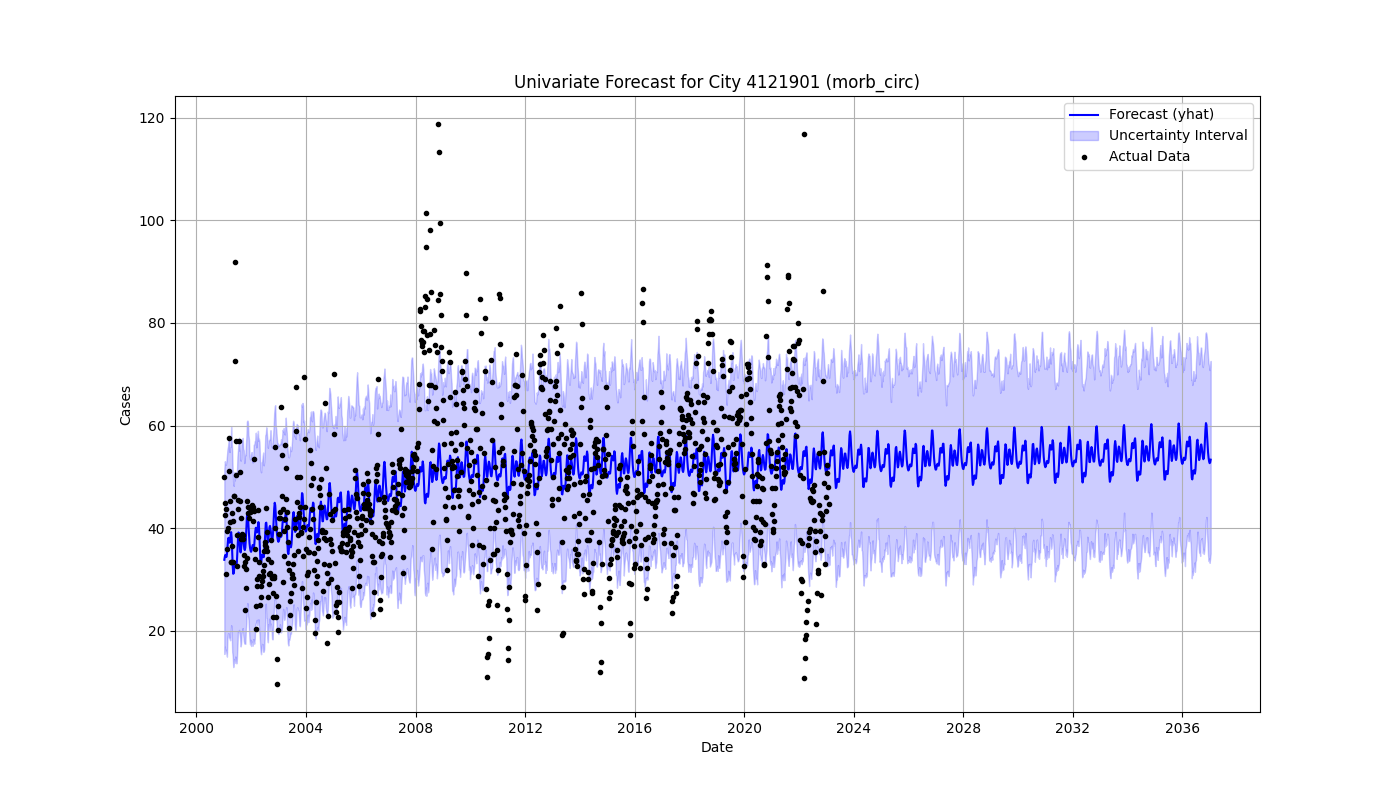 Univariate Forecast for City 4121901 (morb_circ)
Forecast (yhat)
Uncertainty Interval
Actual Data
Cases
120
100
80
60
40
20
2000 2004 2008 2012 2016 2020 2024 2028 2032 2036
Date